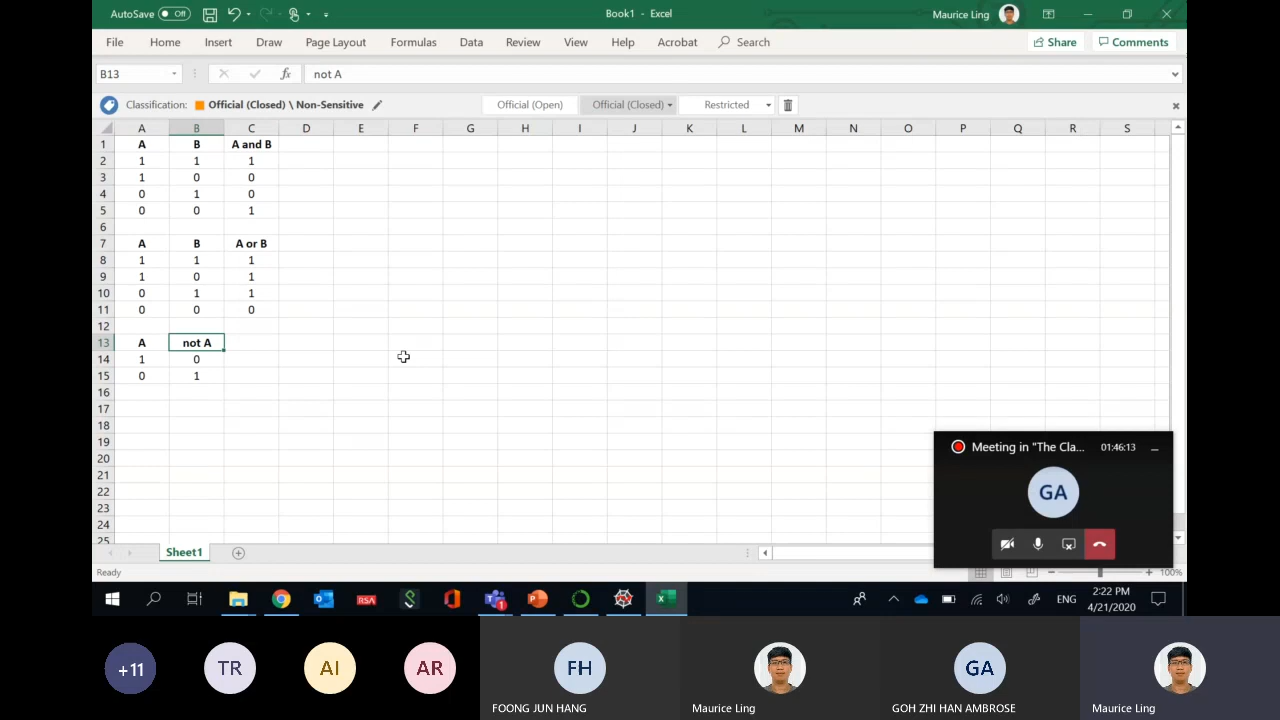 AutoSave Off
Book1 - Excel
Maurice Ling
File Home Insert Draw Page Layout Formulas Data Review View Help Acrobat Search Share Comments
B13 fx not A
Classification: Official (Closed) \ Non-Sensitive Official (Open) Official (Closed) Restricted
A B C D E F G H I J K L M N O P Q R S
1 A B A and B
2 1 1 1
3 1 0 0
4 0 1 0
5 0 0 1
6
7 A B A or B
8 1 1 1
9 1 0 1
10 0 1 1
11 0 0 0
12
13 A not A
14 1 0
15 0 1
16
17
18
19
20
21
22
23
24
25
Meeting in "The Cla... 01:46:13
GA
Sheet1
Ready 100%
RSA
1
ENG
2:22 PM
4/21/2020
+11 TR AI AR FH GA
FOONG JUN HANG Maurice Ling GOH ZHI HAN AMBROSE Maurice Ling